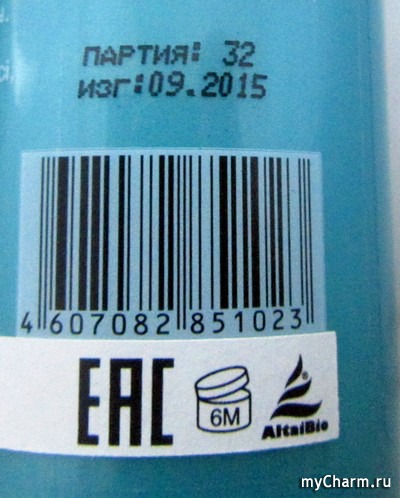 ПАРТИЯ: 32
изг:09.2015
4 607082 851023
EAC
6M
®
AltaiBio
myCharm.ru